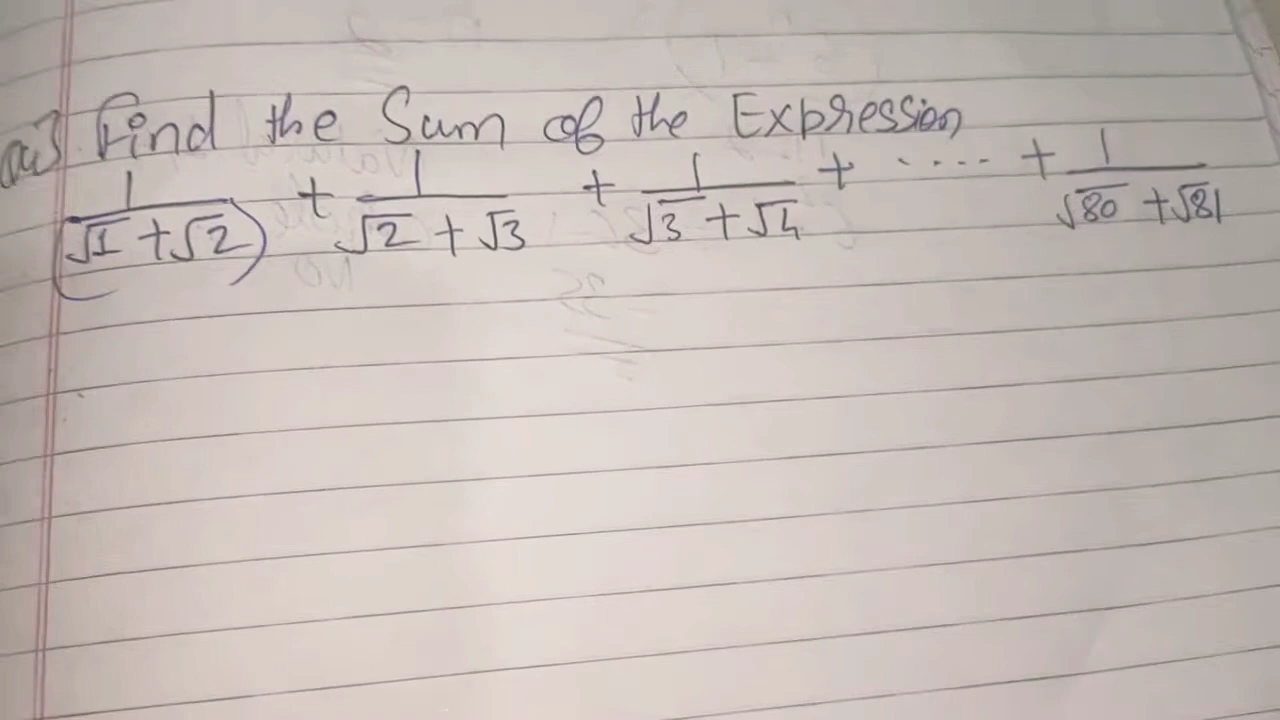 Find the Sum of the Expression
1/(√1 + √2) + 1/(√2 + √3) + 1/(√3 + √4) + ..... + 1/(√80 + √81)